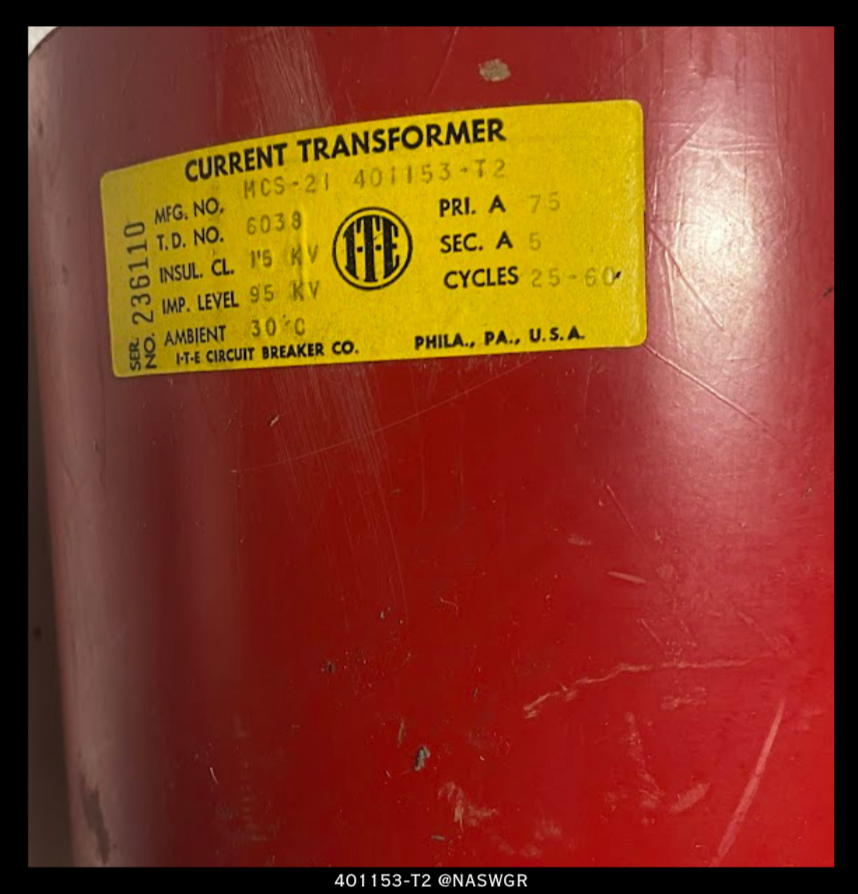 CURRENT TRANSFORMER
MFG. NO. MCS-21 401153-T2
T.D. NO. 6038
INSUL. CL. 15 KV
IMP. LEVEL 95 KV
AMBIENT 30°C
I-T-E CIRCUIT BREAKER CO.
SER. NO. 236110
I-T-E
PRI. A 75
SEC. A 5
CYCLES 25-60
PHILA., PA., U.S.A.
401153-T2 @NASWGR